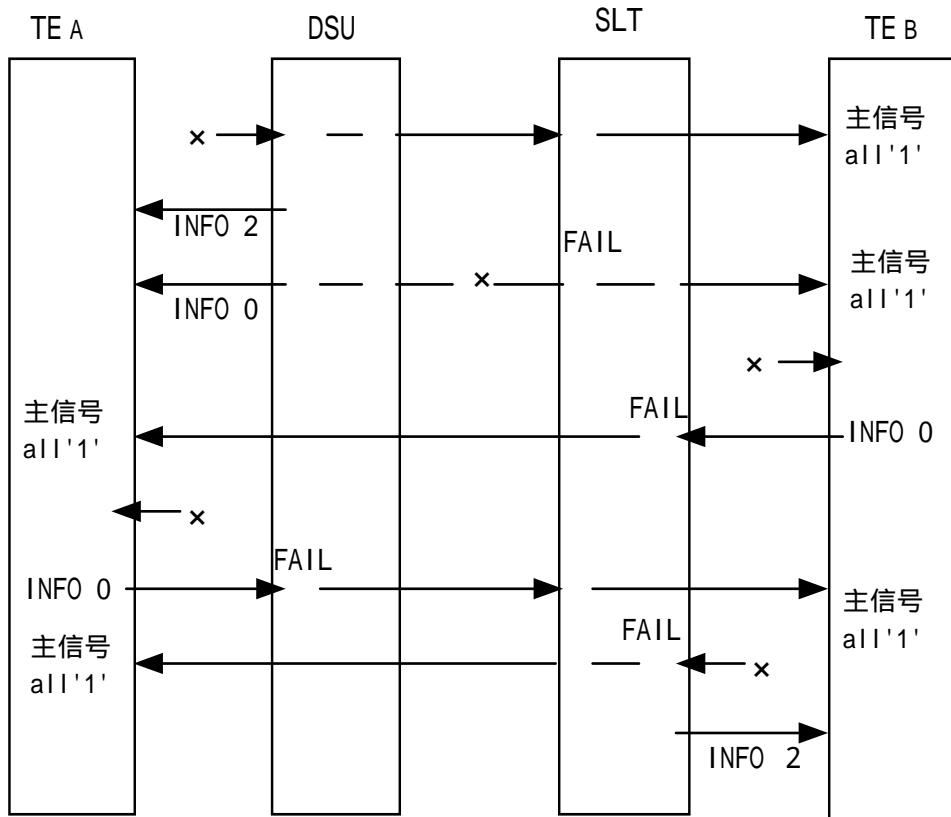 TE A
DSU
SLT
TE B
×
主信号
all'1'
INFO 2
FAIL
×
主信号
all'1'
INFO 0
×
主信号
all'1'
FAIL
INFO 0
×
FAIL
INFO 0
主信号
all'1'
主信号
all'1'
FAIL
×
INFO 2